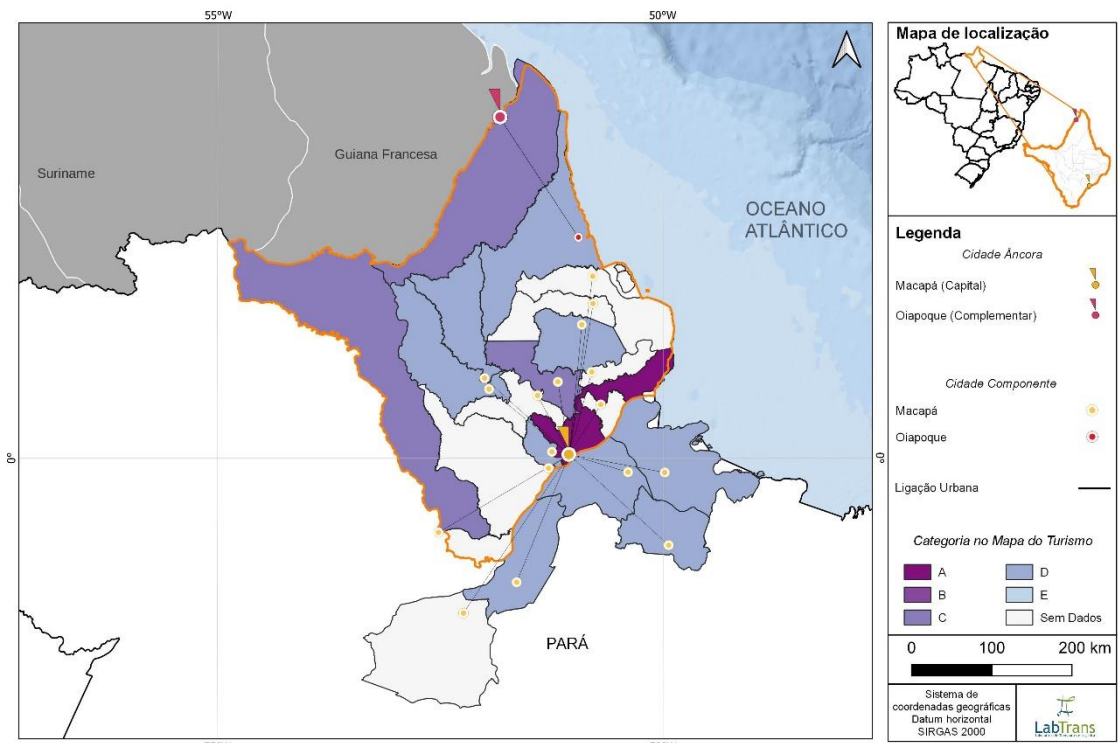 55°W
50°W
Suriname
Guiana Francesa
OCEANO
ATLÂNTICO
0°
0°
PARÁ
Mapa de localização
Legenda
Cidade Âncora
Macapá (Capital)
Oiapoque (Complementar)
Cidade Componente
Macapá
Oiapoque
Ligação Urbana
Categoria no Mapa do Turismo
A
D
B
E
C
Sem Dados
0
100
200 km
Sistema de
coordenadas geográficas
Datum horizontal
SIRGAS 2000
LabTrans